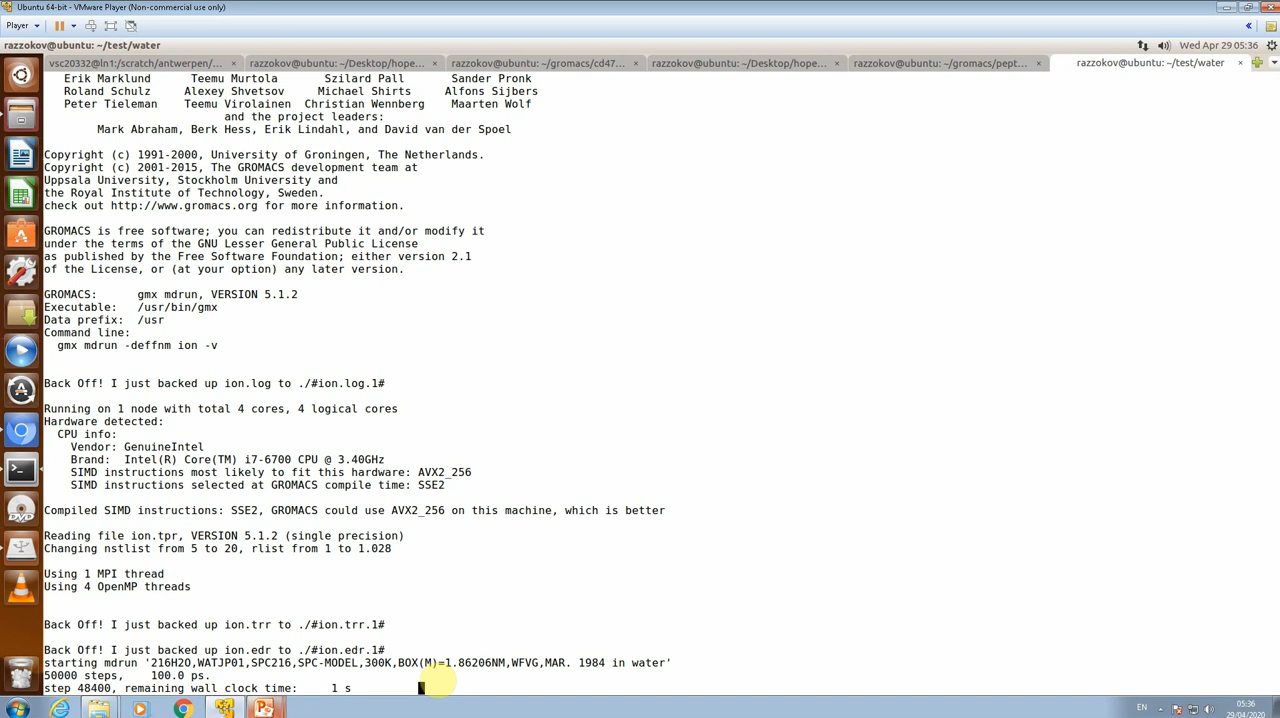 Ubuntu 64-bit - VMware Player (Non-commercial use only)
Player
razzokov@ubuntu: ~/test/water
Wed Apr 29 05:36
vsc20332@ln1:/scratch/antwerpen/...
razzokov@ubuntu: ~/Desktop/hope...
razzokov@ubuntu: ~/gromacs/cd47...
razzokov@ubuntu: ~/Desktop/hope...
razzokov@ubuntu: ~/gromacs/pept...
razzokov@ubuntu: ~/test/water
Erik Marklund Teemu Murtola Szilard Pall Sander Pronk
Roland Schulz Alexey Shvetsov Michael Shirts Alfons Sijbers
Peter Tieleman Teemu Virolainen Christian Wennberg Maarten Wolf
and the project leaders:
Mark Abraham, Berk Hess, Erik Lindahl, and David van der Spoel
Copyright (c) 1991-2000, University of Groningen, The Netherlands.
Copyright (c) 2001-2015, The GROMACS development team at
Uppsala University, Stockholm University and
the Royal Institute of Technology, Sweden.
check out http://www.gromacs.org for more information.
GROMACS is free software; you can redistribute it and/or modify it
under the terms of the GNU Lesser General Public License
as published by the Free Software Foundation; either version 2.1
of the License, or (at your option) any later version.
GROMACS: gmx mdrun, VERSION 5.1.2
Executable: /usr/bin/gmx
Data prefix: /usr
Command line:
gmx mdrun -deffnm ion -v
Back Off! I just backed up ion.log to ./#ion.log.1#
Running on 1 node with total 4 cores, 4 logical cores
Hardware detected:
CPU info:
Vendor: GenuineIntel
Brand: Intel(R) Core(TM) i7-6700 CPU @ 3.40GHz
SIMD instructions most likely to fit this hardware: AVX2_256
SIMD instructions selected at GROMACS compile time: SSE2
Compiled SIMD instructions: SSE2, GROMACS could use AVX2_256 on this machine, which is better
Reading file ion.tpr, VERSION 5.1.2 (single precision)
Changing nstlist from 5 to 20, rlist from 1 to 1.028
Using 1 MPI thread
Using 4 OpenMP threads
Back Off! I just backed up ion.trr to ./#ion.trr.1#
Back Off! I just backed up ion.edr to ./#ion.edr.1#
starting mdrun '216H2O,WATJP01,SPC216,SPC-MODEL,300K,BOX(M)=1.86206NM,WFVG,MAR. 1984 in water'
50000 steps, 100.0 ps.
step 48400, remaining wall clock time: 1 s
EN
05:36
29/04/2020